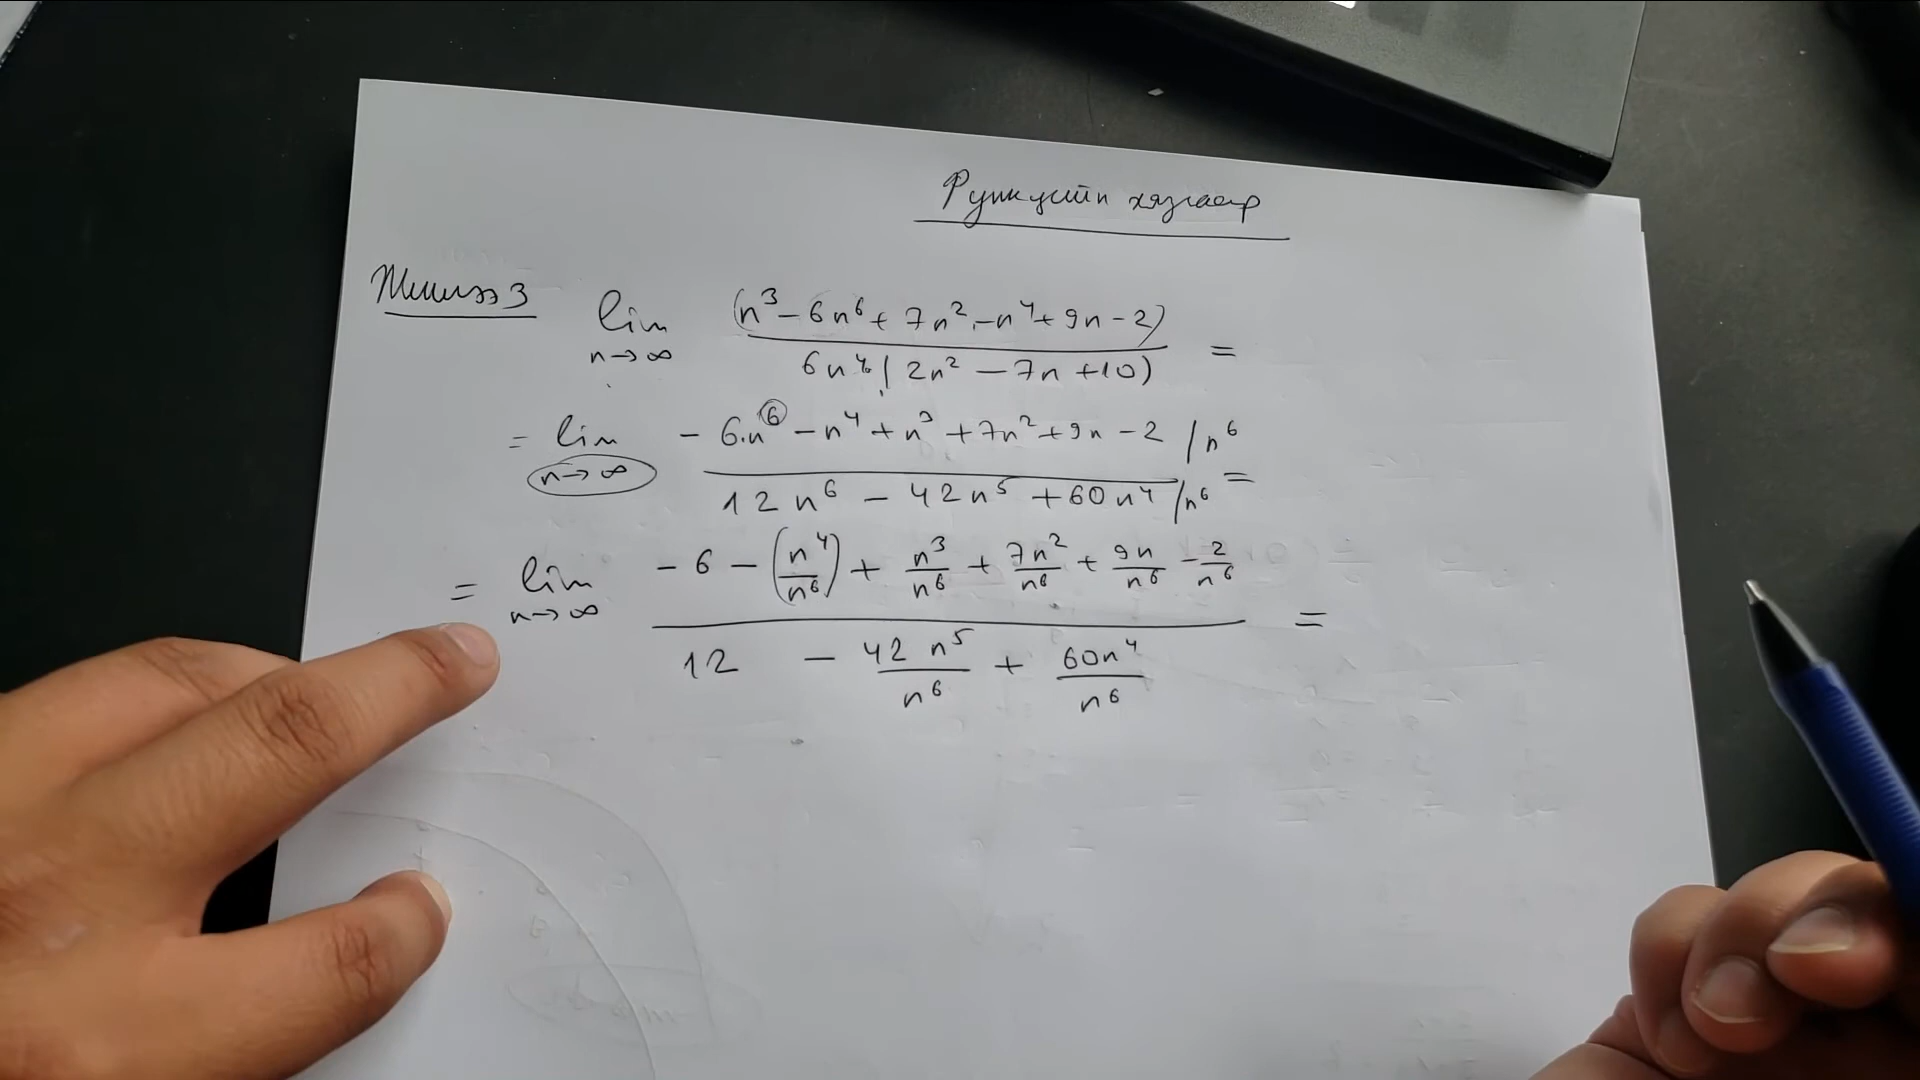 Функцийн хязгаар
Жишээ 3 lim n→∞ (n³ − 6n⁶ + 7n² − n⁴ + 9n − 2) / 6n⁴(2n² − 7n + 10) =
= lim n→∞ − 6·n⁶ − n⁴ + n³ + 7n² + 9n − 2 /n⁶ / 12n⁶ − 42n⁵ + 60n⁴ /n⁶ =
= lim n→∞ − 6 − (n⁴/n⁶) + n³/n⁶ + 7n²/n⁶ + 9n/n⁶ − 2/n⁶ / 12 − 42n⁵/n⁶ + 60n⁴/n⁶ =